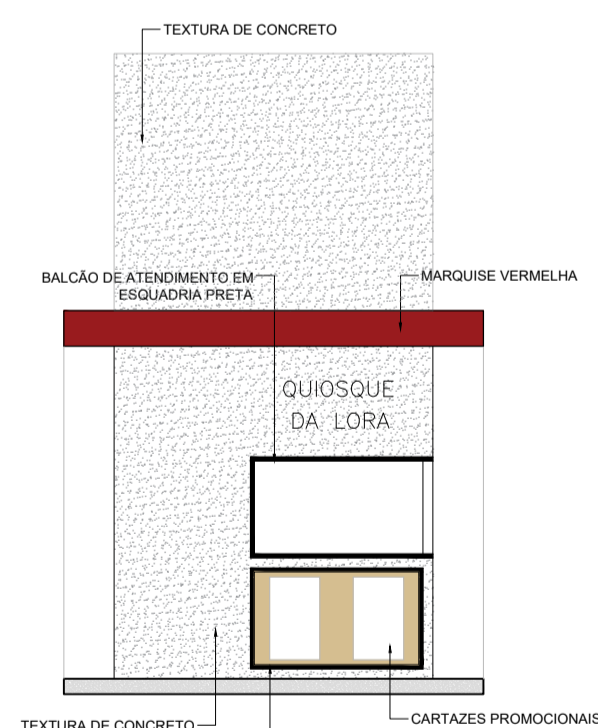 TEXTURA DE CONCRETO
BALCÃO DE ATENDIMENTO EM
ESQUADRIA PRETA
MARQUISE VERMELHA
QUIOSQUE
DA LORA
TEXTURA DE CONCRETO
CARTAZES PROMOCIONAIS